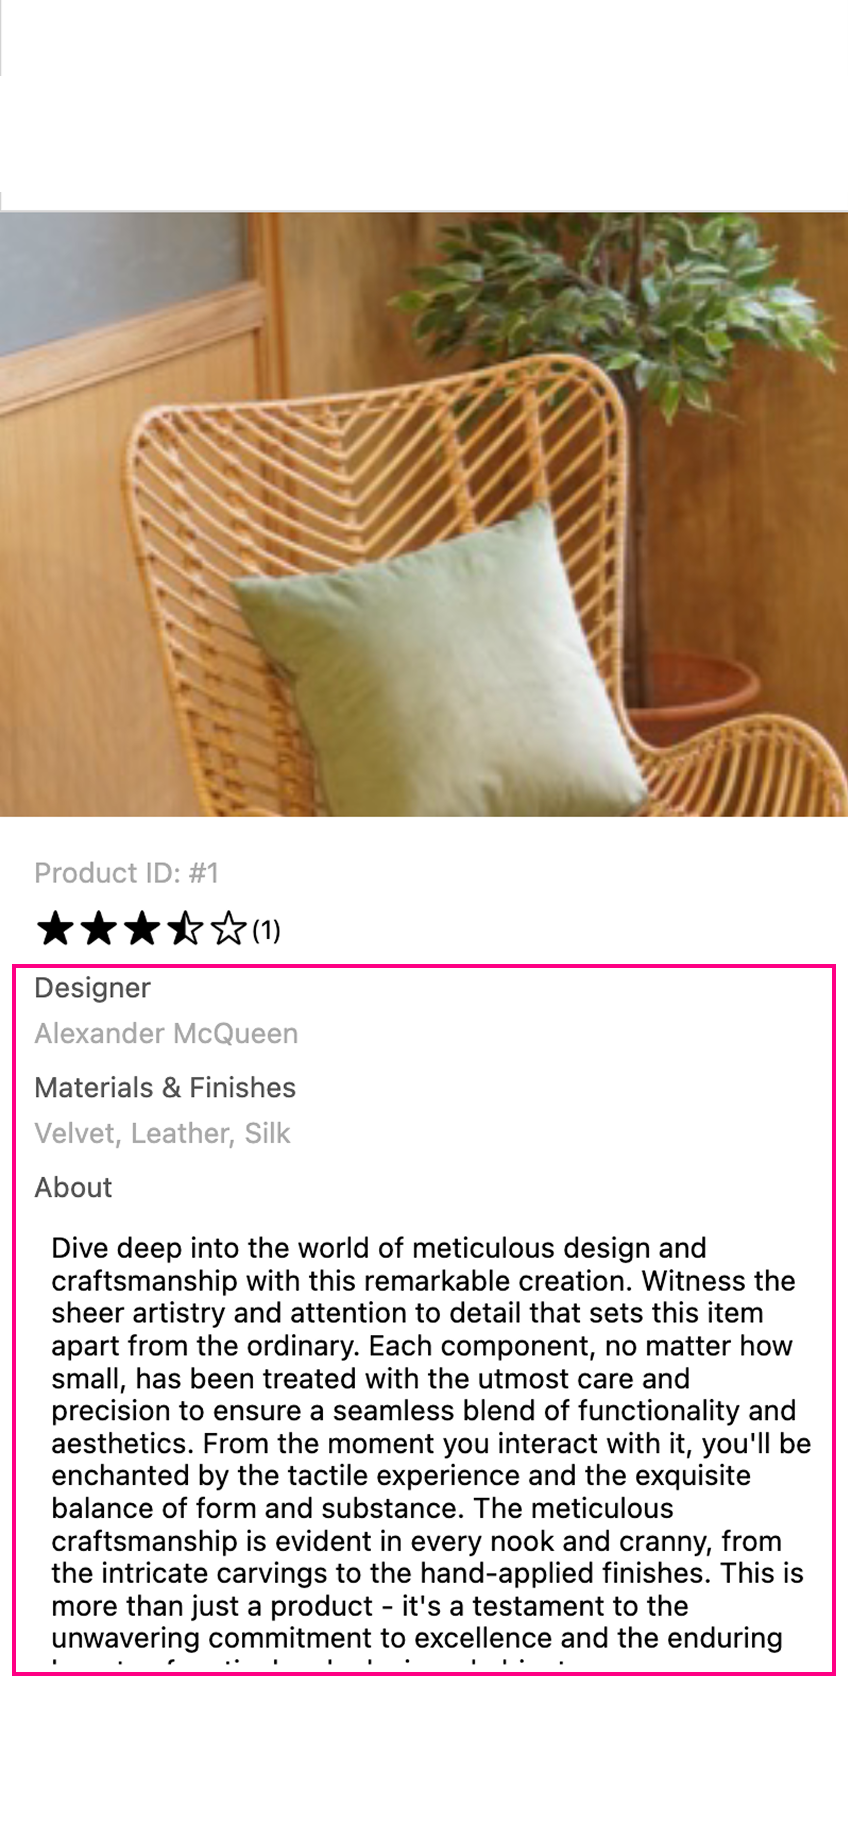 Product ID: #1
(1)
Designer
Alexander McQueen
Materials & Finishes
Velvet, Leather, Silk
About
Dive deep into the world of meticulous design and
craftsmanship with this remarkable creation. Witness the
sheer artistry and attention to detail that sets this item
apart from the ordinary. Each component, no matter how
small, has been treated with the utmost care and
precision to ensure a seamless blend of functionality and
aesthetics. From the moment you interact with it, you'll be
enchanted by the tactile experience and the exquisite
balance of form and substance. The meticulous
craftsmanship is evident in every nook and cranny, from
the intricate carvings to the hand-applied finishes. This is
more than just a product - it's a testament to the
unwavering commitment to excellence and the enduring